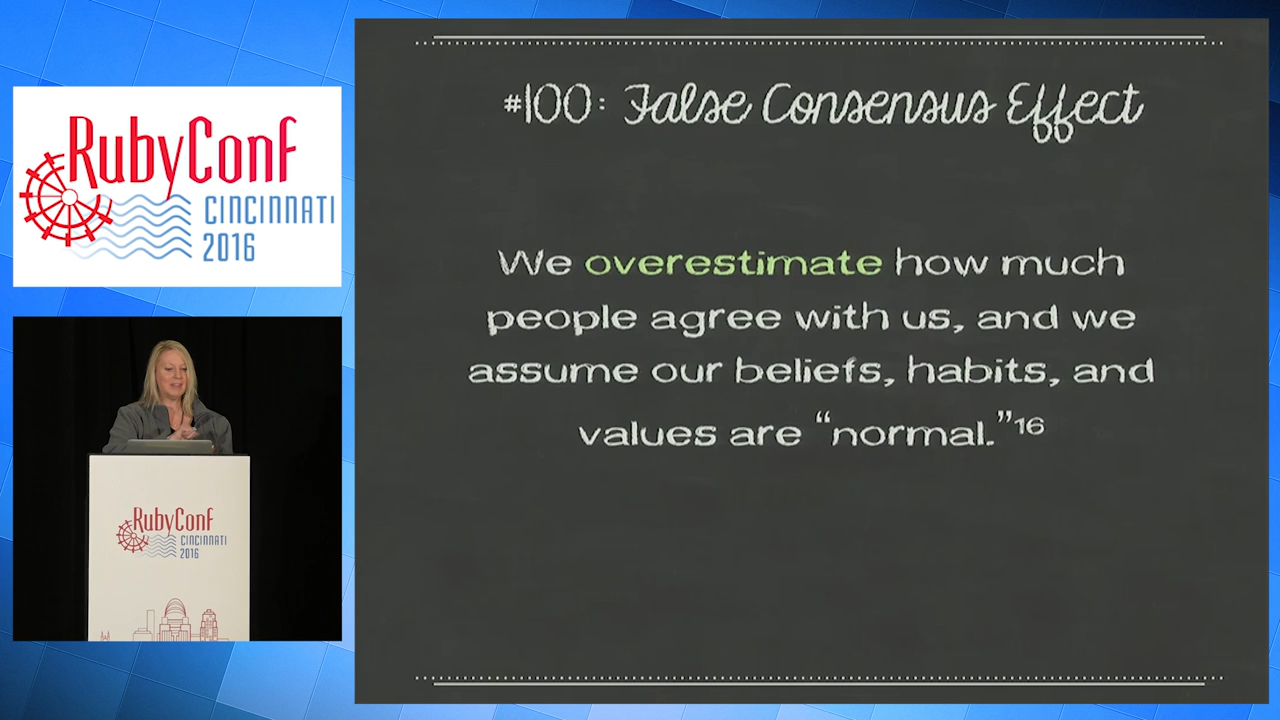 RubyConf
CINCINNATI
2016
RubyConf
CINCINNATI
2016
#100: False Consensus Effect
We overestimate how much
people agree with us, and we
assume our beliefs, habits, and
values are “normal.”16